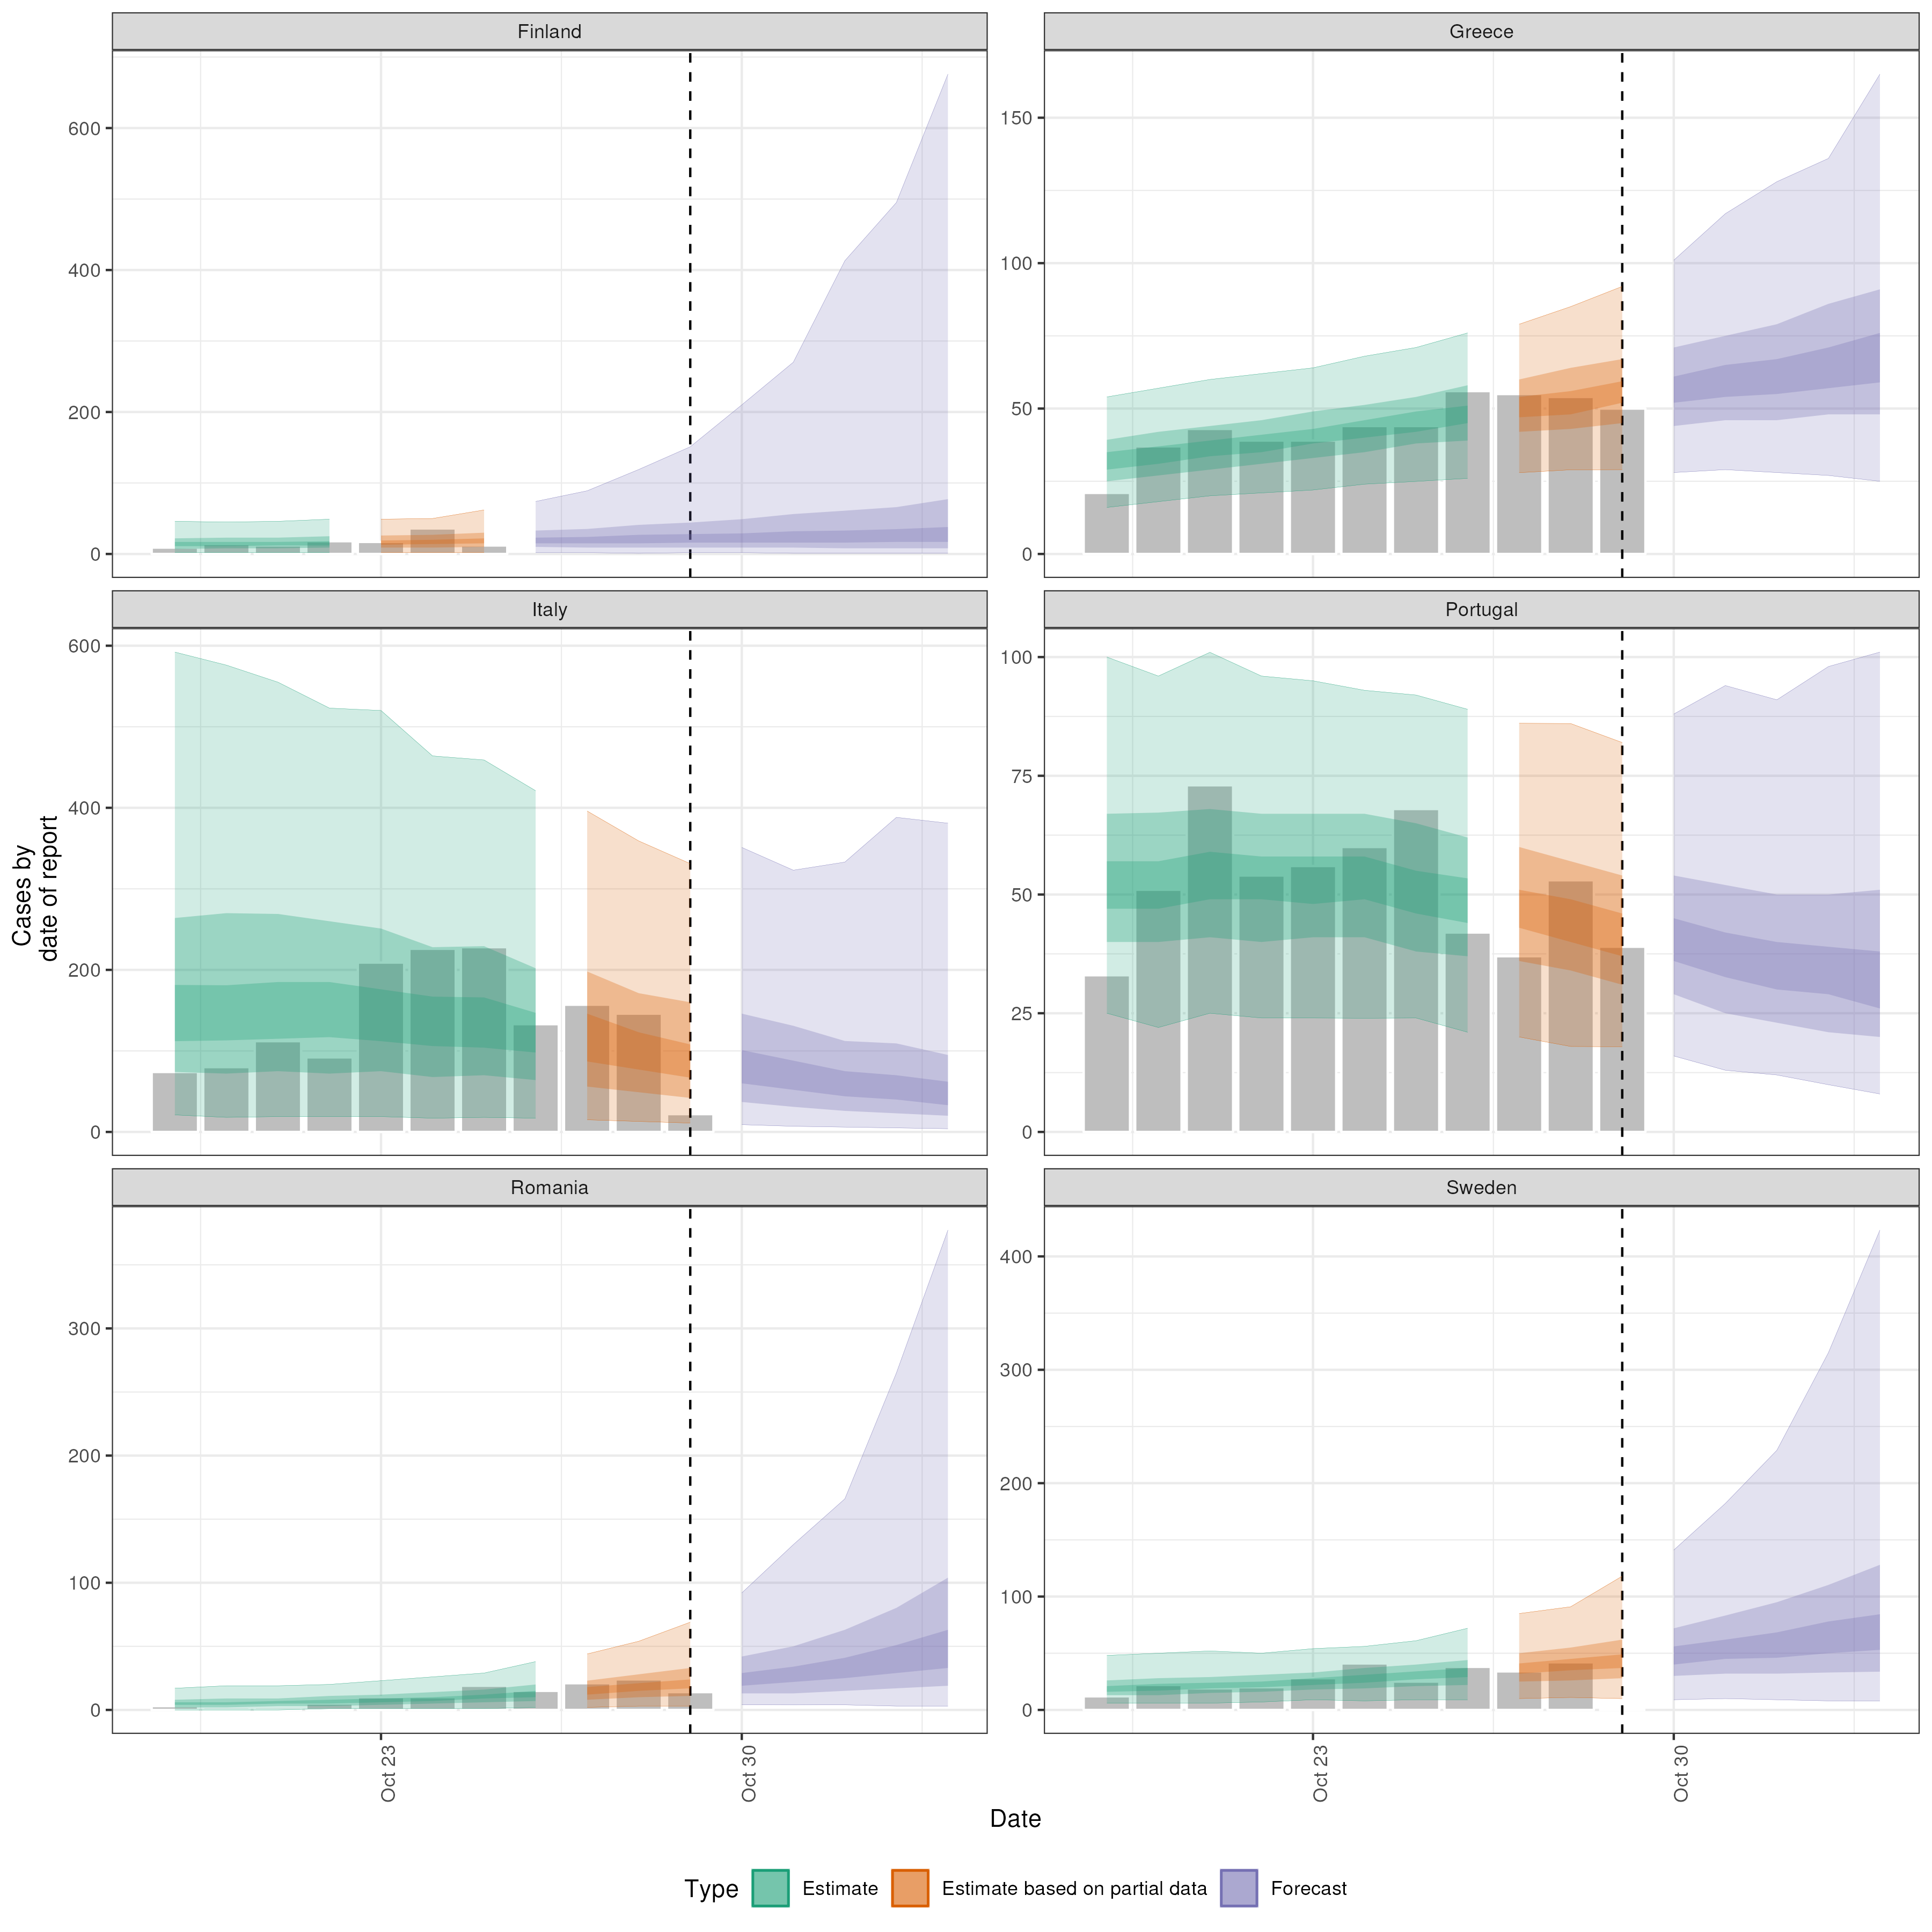 Finland
Greece
600
400
200
0
150
100
50
0
Italy
Portugal
600
400
200
0
100
75
50
25
0
Cases by
date of report
Romania
Sweden
300
200
100
0
400
300
200
100
0
Oct 23
Oct 30
Oct 23
Oct 30
Date
Type Estimate Estimate based on partial data Forecast